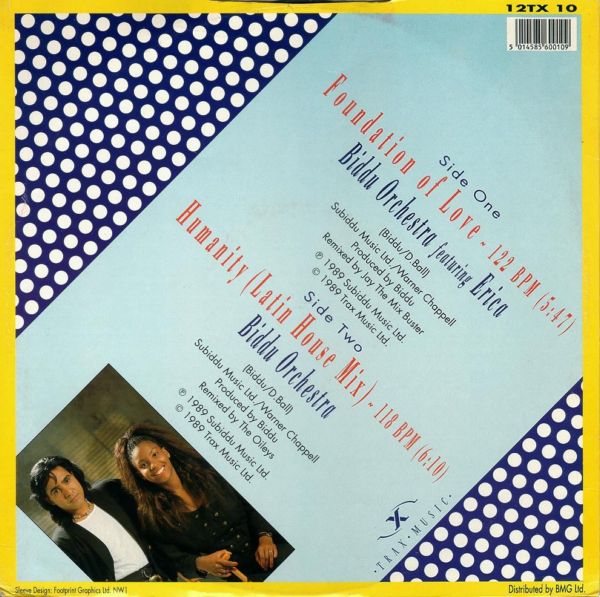 12TX 10
5 014585 600109
Side One
Foundation of Love ~ 122 BPM (5:47)
Biddu Orchestra featuring Erica
(Biddu/D.Ball)
Subiddu Music Ltd./Warner Chappell
Produced by Biddu
Remixed by Jay The Mix Buster
℗ 1989 Subiddu Music Ltd.
© 1989 Trax Music Ltd.
Side Two
Humanity (Latin House Mix) ~ 118 BPM (6:10)
Biddu Orchestra
(Biddu/D.Ball)
Subiddu Music Ltd./Warner Chappell
Produced by Biddu
Remixed by The Oileys
℗ 1989 Subiddu Music Ltd.
© 1989 Trax Music Ltd.
·TRAX·MUSIC·
Sleeve Design: Footprint Graphics Ltd. NW1
Distributed by BMG Ltd.